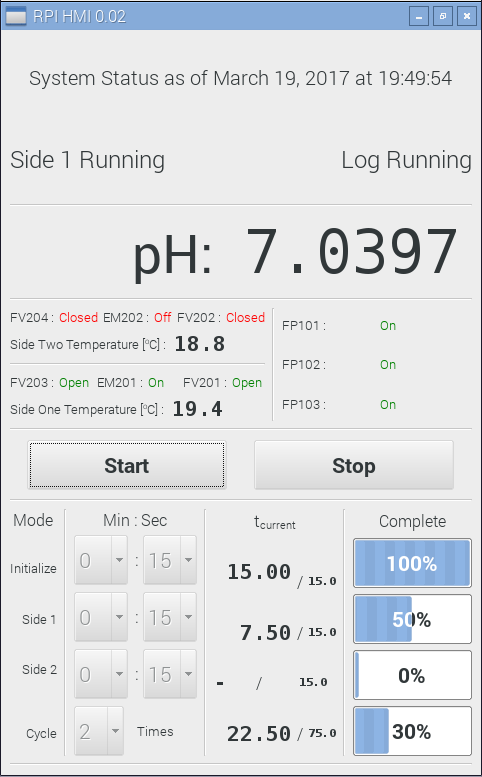 RPI HMI 0.02
System Status as of March 19, 2017 at 19:49:54
Side 1 Running Log Running
pH: 7.0397
FV204 : Closed EM202 : Off FV202 : Closed
Side Two Temperature [ºC] : 18.8
FV203 : Open EM201 : On FV201 : Open
Side One Temperature [ºC] : 19.4
FP101 : On
FP102 : On
FP103 : On
Start Stop
Mode Min : Sec tcurrent Complete
Initialize 0 : 15 15.00 / 15.0 100%
Side 1 0 : 15 7.50 / 15.0 50%
Side 2 0 : 15 - / 15.0 0%
Cycle 2 Times 22.50 / 75.0 30%